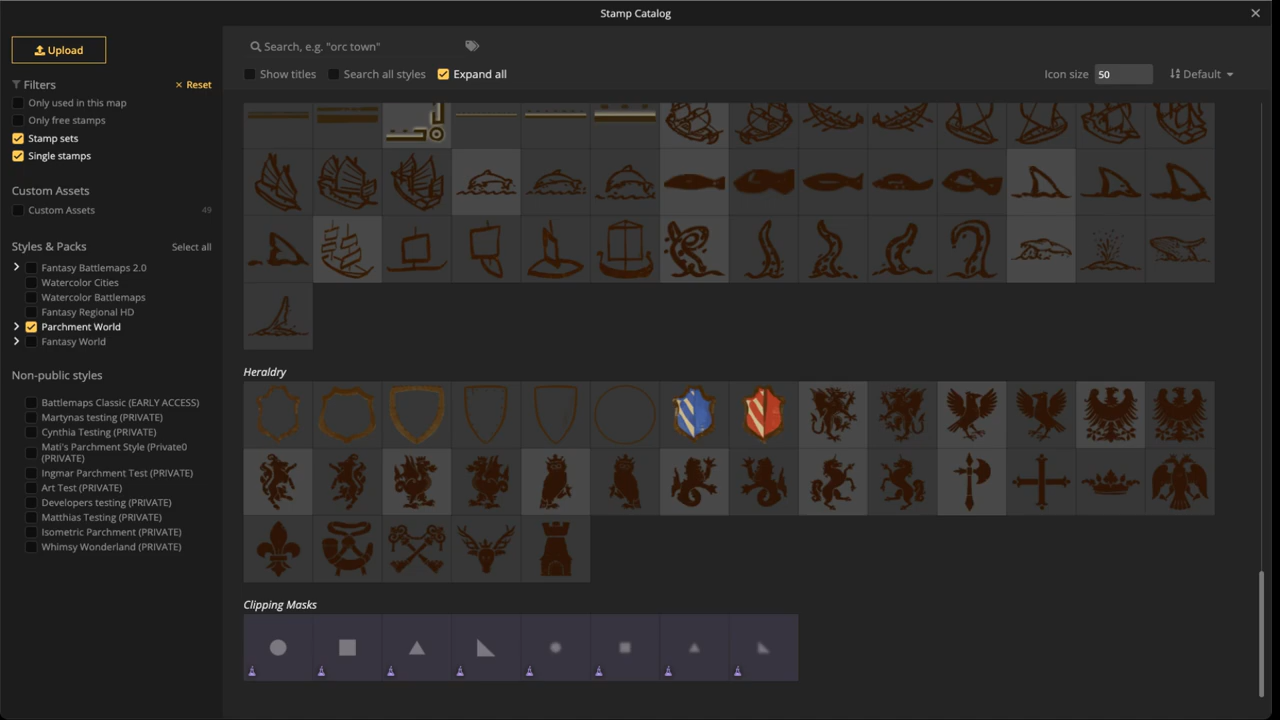 Stamp Catalog
Upload
Filters
Reset
Only used in this map
Only free stamps
Stamp sets
Single stamps
Custom Assets
Custom Assets 49
Styles & Packs Select all
Fantasy Battlemaps 2.0
Watercolor Cities
Watercolor Battlemaps
Fantasy Regional HD
Parchment World
Fantasy World
Non-public styles
Battlemaps Classic (EARLY ACCESS)
Martynas testing (PRIVATE)
Cynthia Testing (PRIVATE)
Mati's Parchment Style (Private0
(PRIVATE)
Ingmar Parchment Test (PRIVATE)
Art Test (PRIVATE)
Developers testing (PRIVATE)
Matthias Testing (PRIVATE)
Isometric Parchment (PRIVATE)
Whimsy Wonderland (PRIVATE)
Search, e.g. "orc town"
Show titles Search all styles Expand all Icon size 50 Default
Heraldry
Clipping Masks